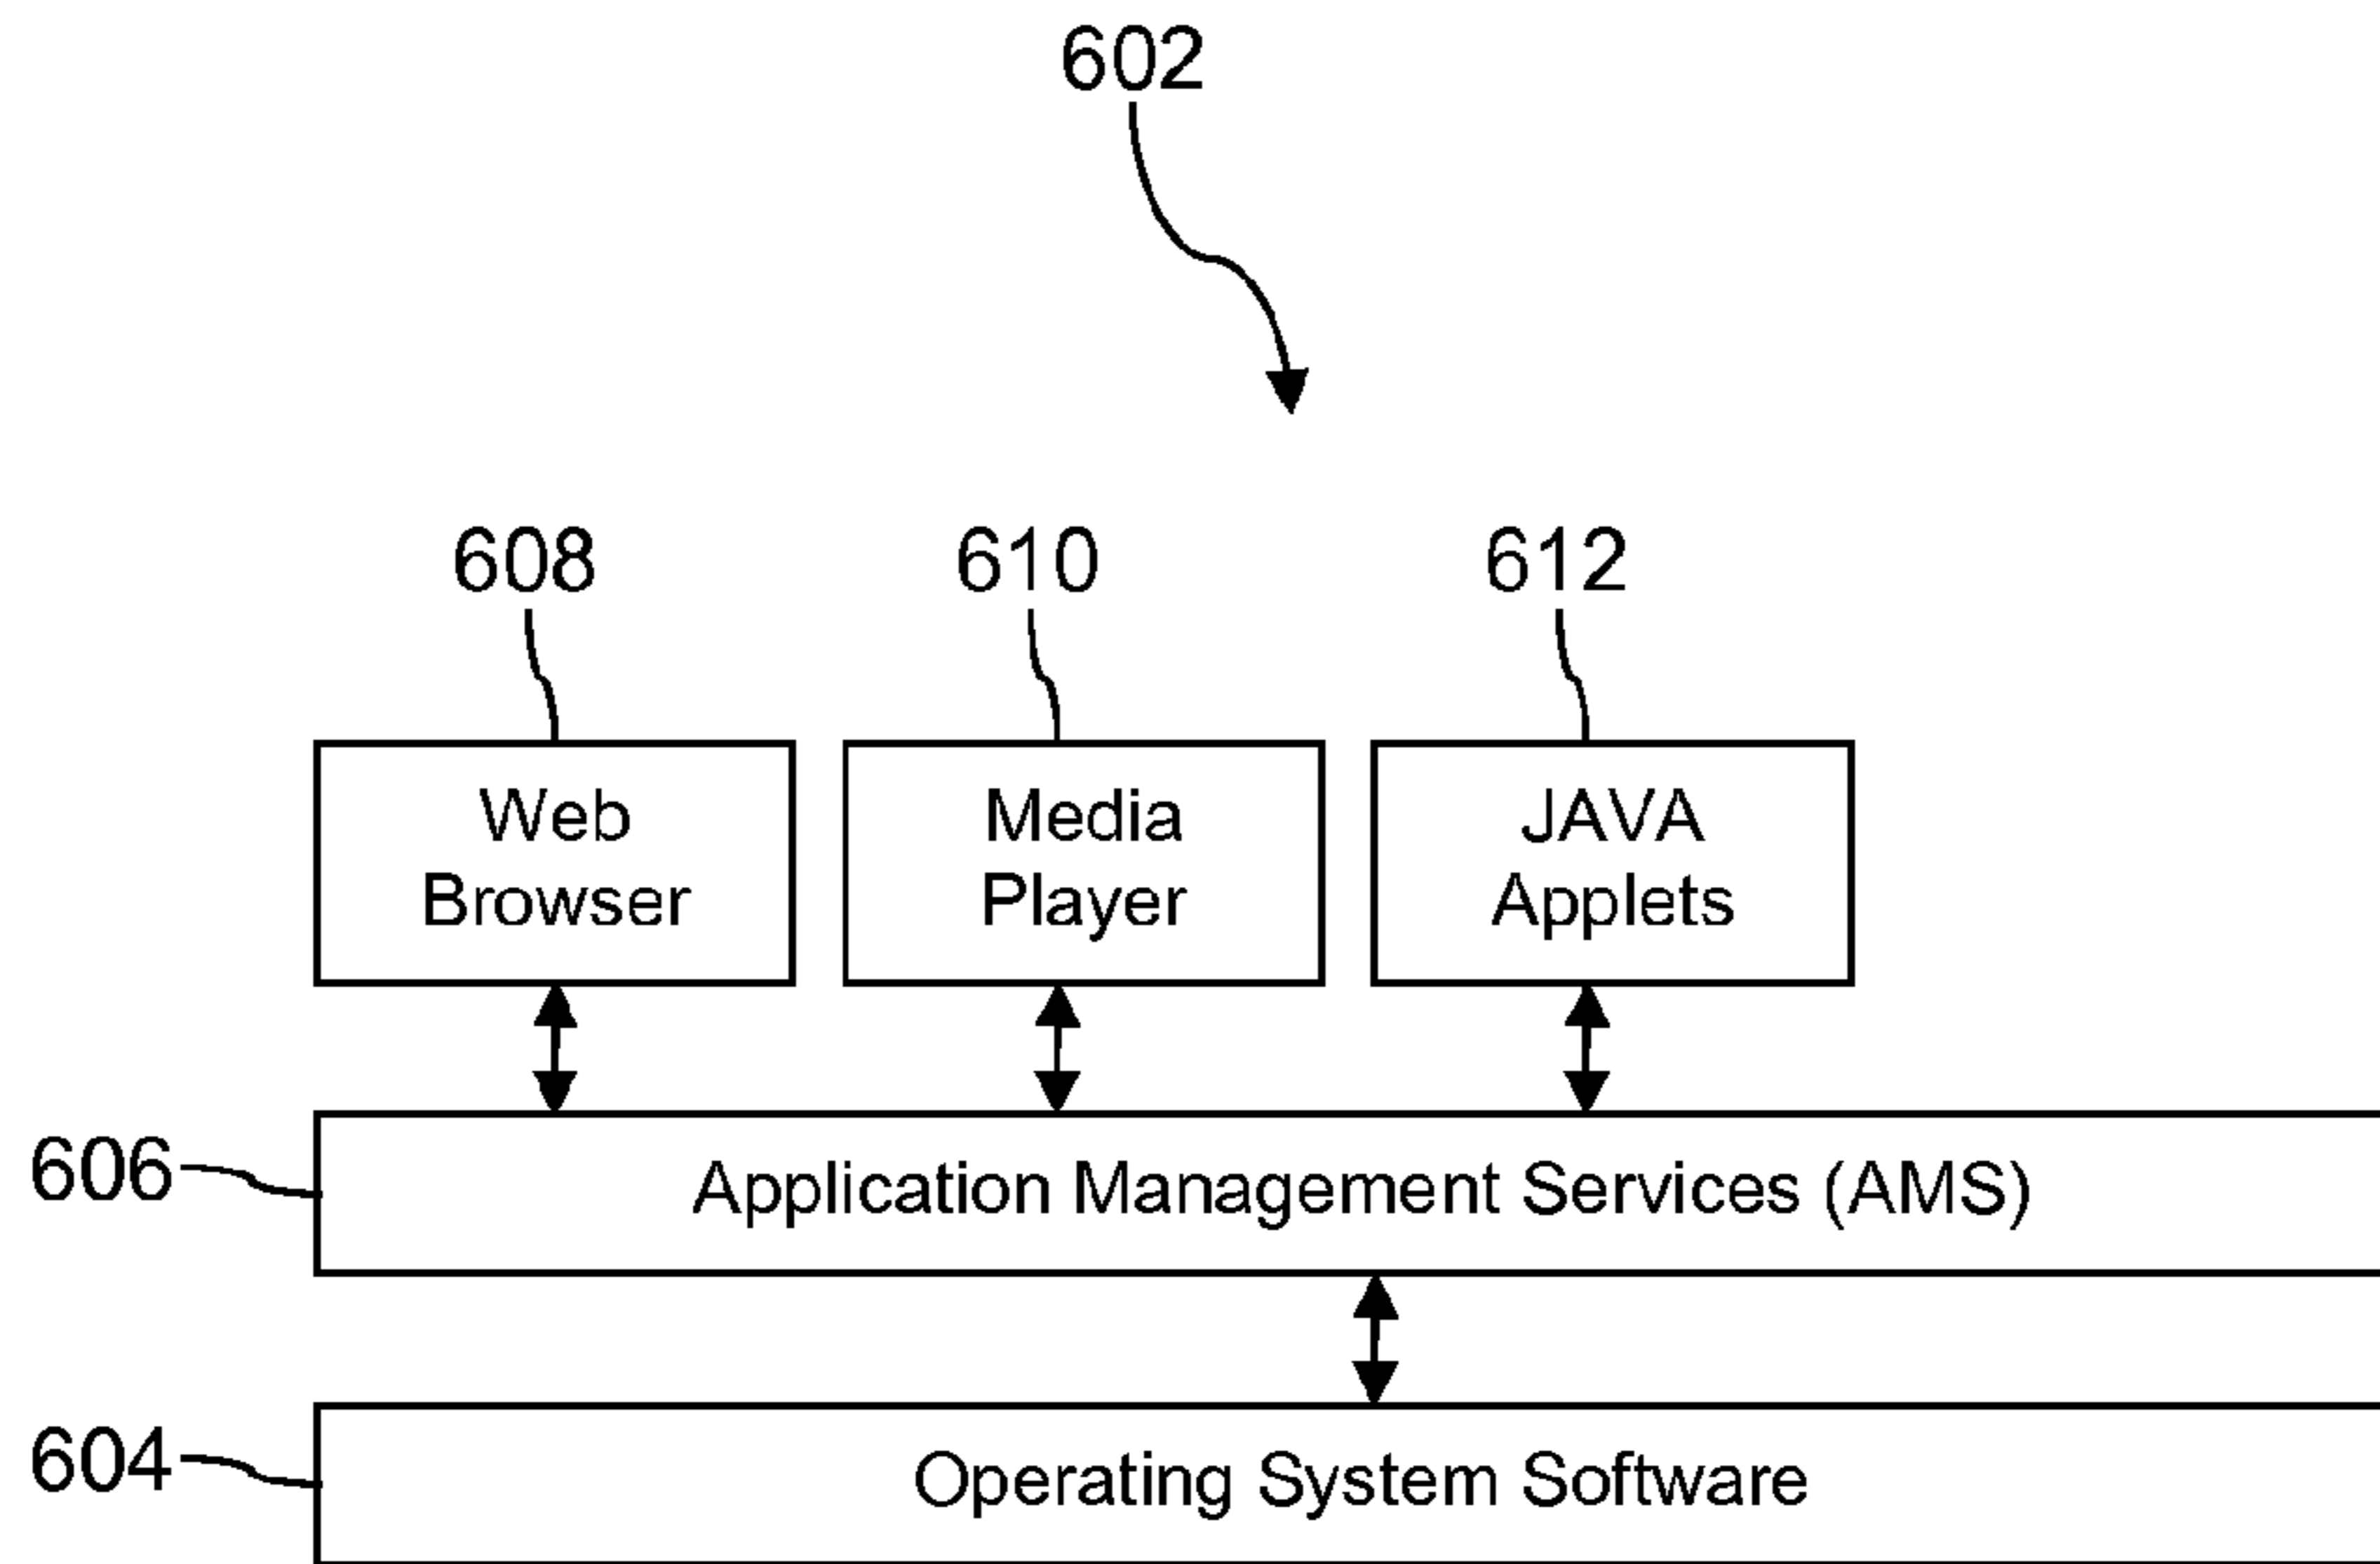 602
608
610
612
Web
Browser
Media
Player
JAVA
Applets
606
Application Management Services (AMS)
604
Operating System Software